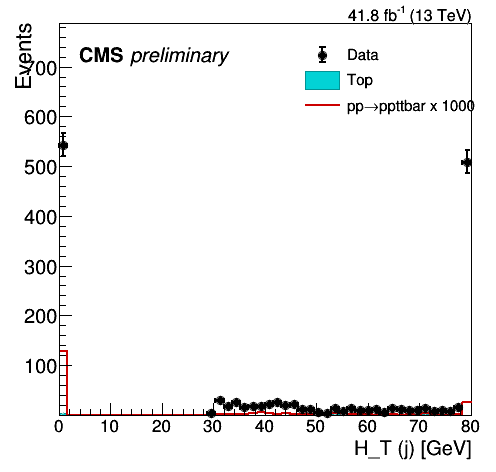 41.8 fb-1 (13 TeV)
Events
CMS preliminary
Data
Top
pp→ppttbar x 1000
700
600
500
400
300
200
100
0 10 20 30 40 50 60 70 80
H_T (j) [GeV]